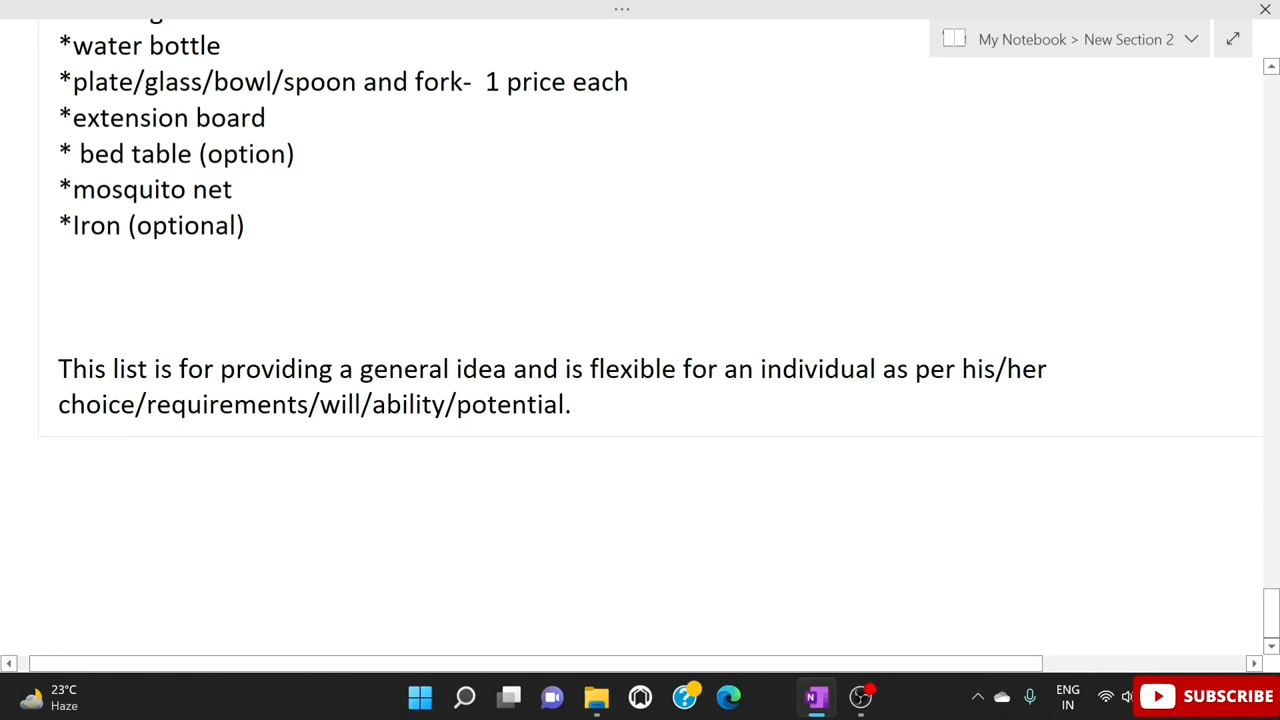 My Notebook > New Section 2
*water bottle
*plate/glass/bowl/spoon and fork-  1 price each
*extension board
* bed table (option)
*mosquito net
*Iron (optional)
This list is for providing a general idea and is flexible for an individual as per his/her
choice/requirements/will/ability/potential.
23°C
Haze
ENG
IN
SUBSCRIBE